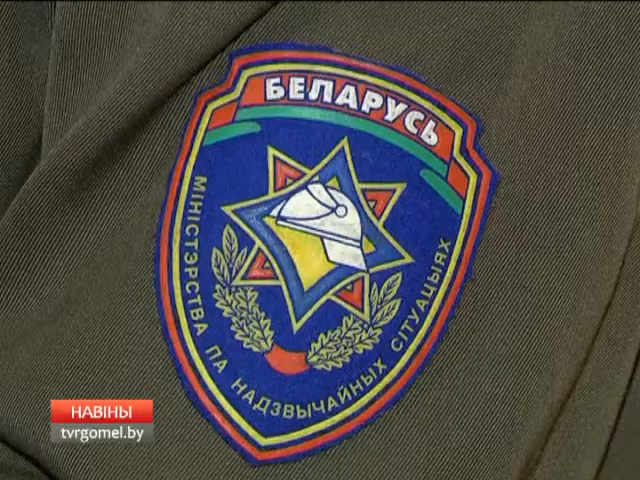 БЕЛАРУСЬ
МІНІСТЭРСТВА ПА НАДЗВЫЧАЙНЫХ СІТУАЦЫЯХ
НАВІНЫ
tvrgomel.by